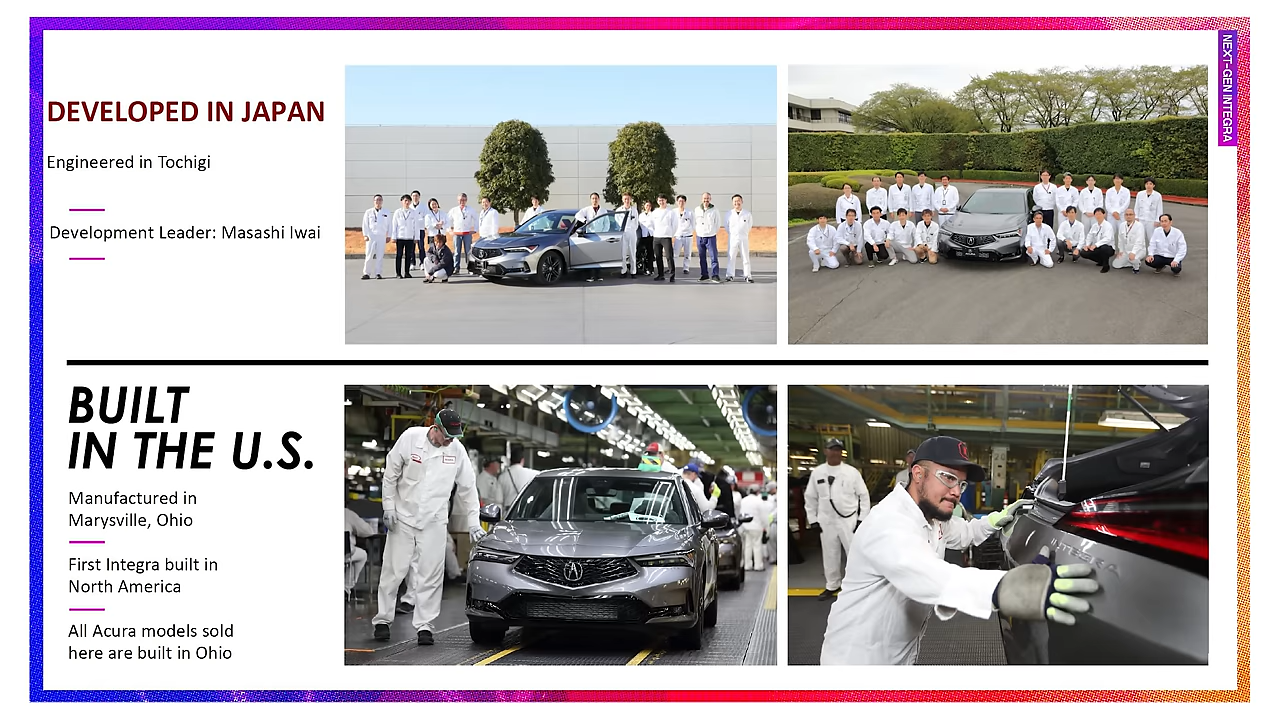 NEXT-GEN INTEGRA
DEVELOPED IN JAPAN
Engineered in Tochigi
Development Leader: Masashi Iwai
BUILT
IN THE U.S.
Manufactured in
Marysville, Ohio
First Integra built in
North America
All Acura models sold
here are built in Ohio
INTEGRA